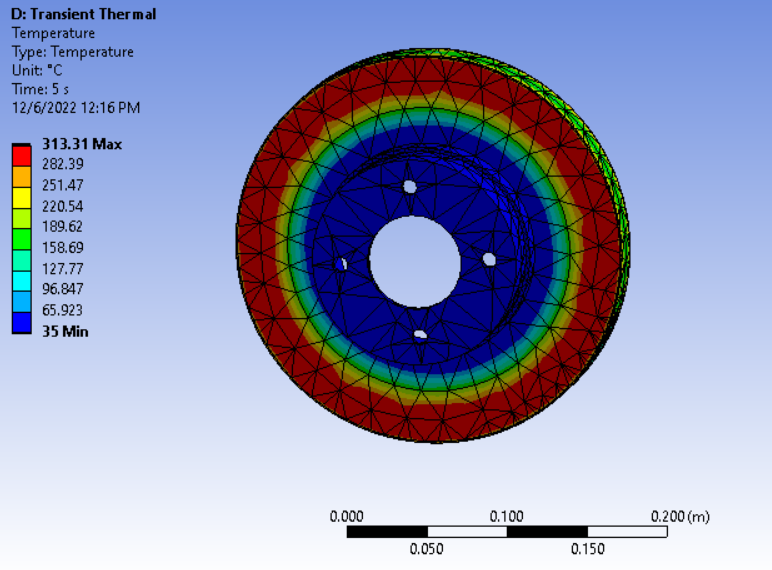 D: Transient Thermal
Temperature
Type: Temperature
Unit: °C
Time: 5 s
12/6/2022 12:16 PM
313.31 Max
282.39
251.47
220.54
189.62
158.69
127.77
96.847
65.923
35 Min
0.000 0.100 0.200 (m)
0.050 0.150